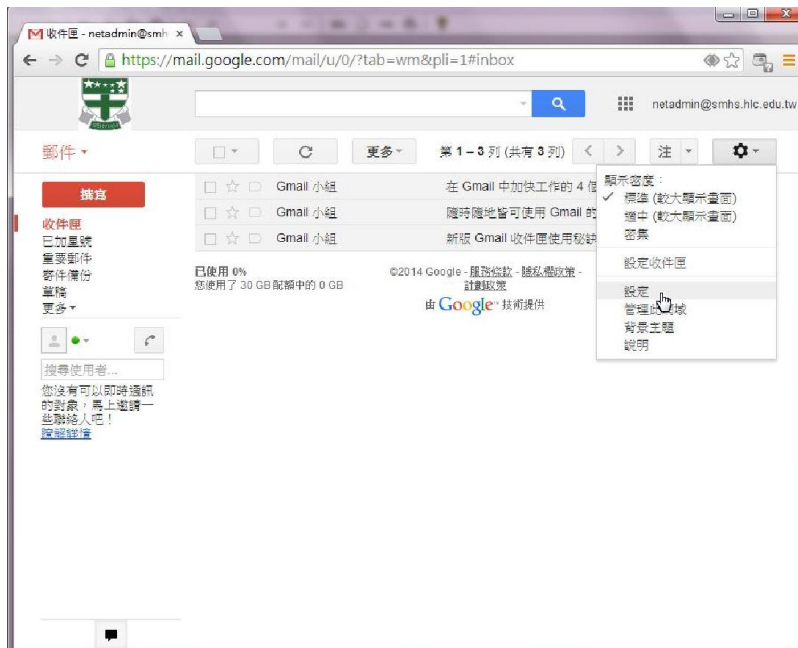 收件匣 - netadmin@smh
https://mail.google.com/mail/u/0/?tab=wm&pli=1#inbox
netadmin@smhs.hlc.edu.tw
郵件
更多
第 1 – 3 列 (共有 3 列)
注
撰寫
收件匣
已加星號
重要郵件
寄件備份
草稿
更多
Gmail 小組
在 Gmail 中加快工作的 4 個
Gmail 小組
隨時隨地皆可使用 Gmail 的
Gmail 小組
新版 Gmail 收件匣使用秘訣
已使用 0%
您使用了 30 GB 配額中的 0 GB
©2014 Google - 服務條款 - 隱私權政策 -
計劃政策
由 Google™ 技術提供
顯示密度：
標準 (較大顯示畫面)
適中 (較大顯示畫面)
密集
設定收件匣
設定
管理此網域
背景主題
說明
搜尋使用者...
您沒有可以即時通訊
的對象，馬上邀請一
些聯絡人吧！
瞭解詳情